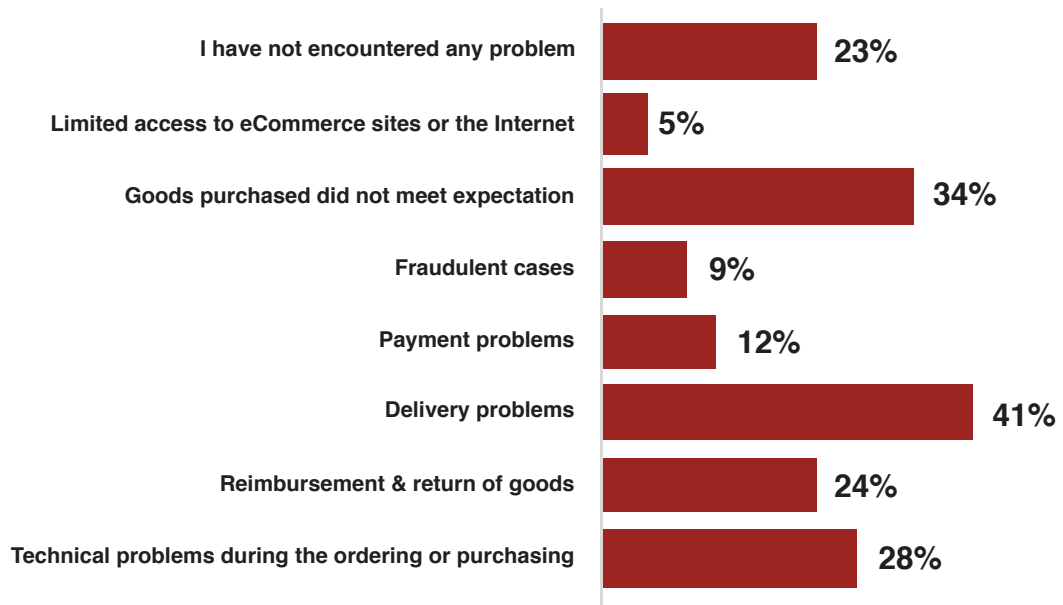 I have not encountered any problem 23%
Limited access to eCommerce sites or the Internet 5%
Goods purchased did not meet expectation 34%
Fraudulent cases 9%
Payment problems 12%
Delivery problems 41%
Reimbursement & return of goods 24%
Technical problems during the ordering or purchasing 28%